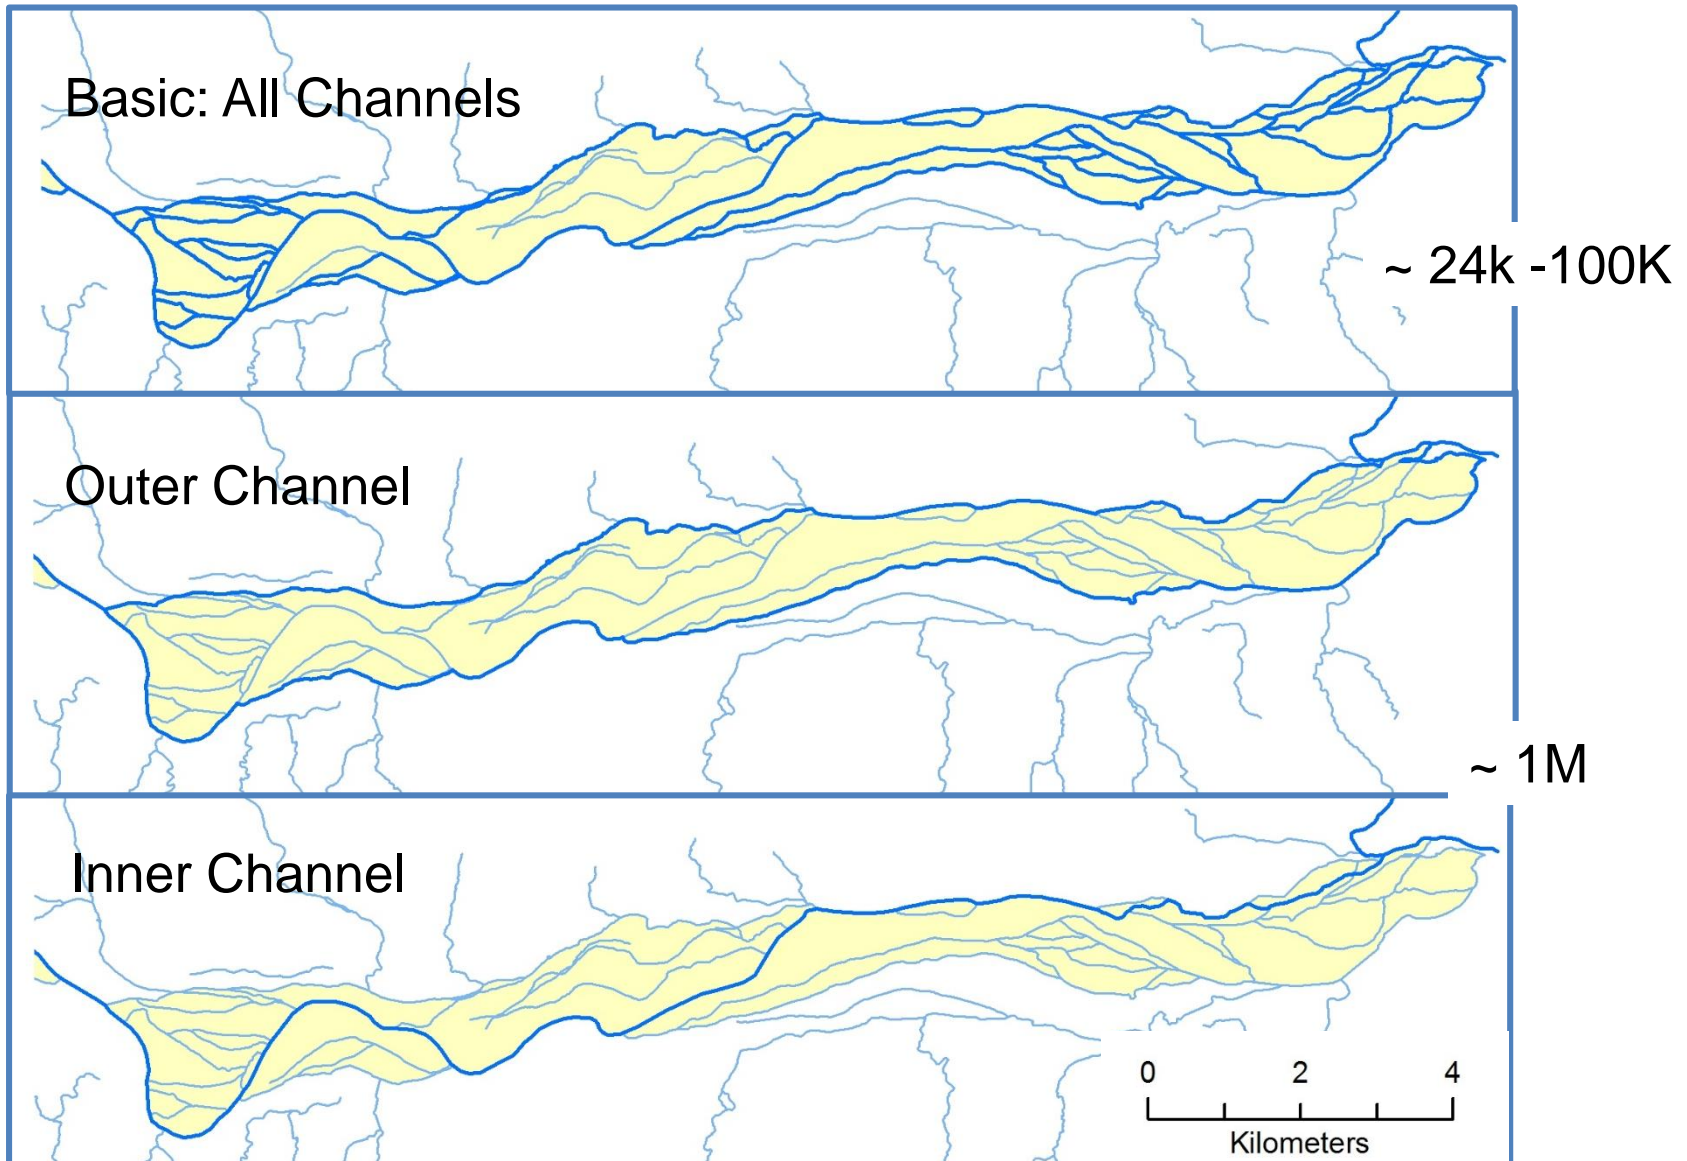 Basic: All Channels
~ 24k -100K
Outer Channel
~ 1M
Inner Channel
0 2 4
Kilometers